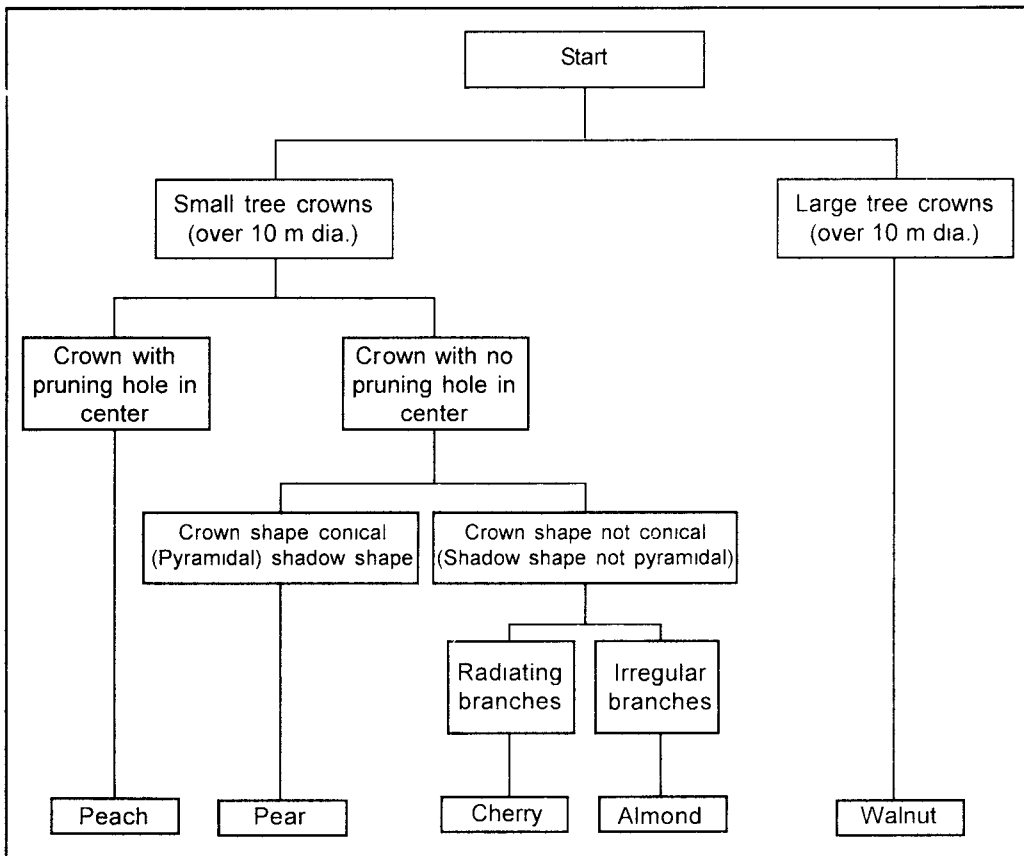 Start
Small tree crowns
(over 10 m dia.)
Large tree crowns
(over 10 m dia.)
Crown with
pruning hole in
center
Crown with no
pruning hole in
center
Crown shape conical
(Pyramidal) shadow shape
Crown shape not conical
(Shadow shape not pyramidal)
Radiating
branches
Irregular
branches
Peach
Pear
Cherry
Almond
Walnut